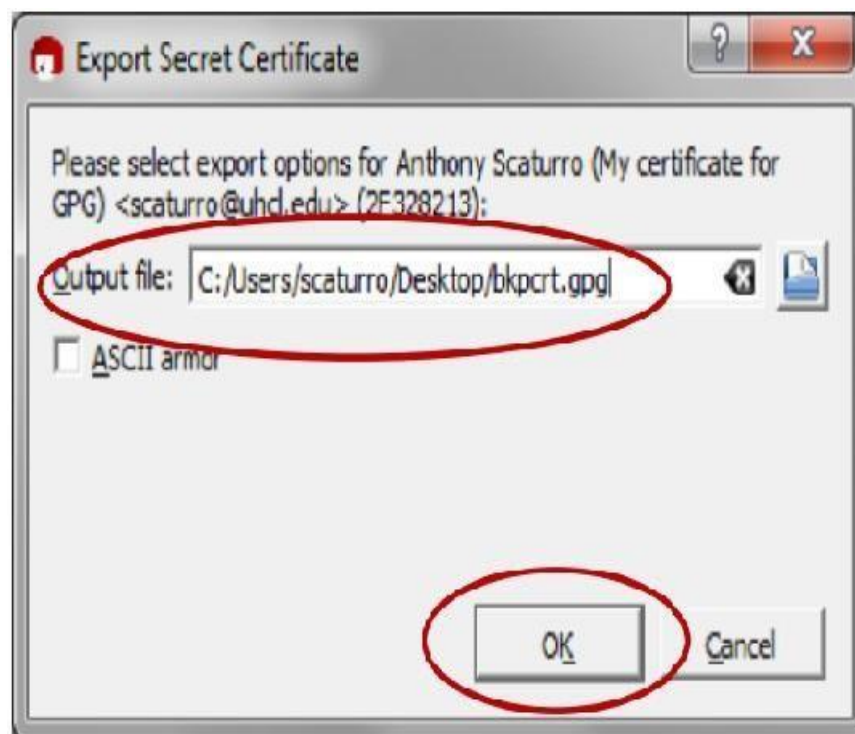 Export Secret Certificate
?
Please select export options for Anthony Scaturro (My certificate for
GPG) <scaturro@uhcl.edu> (2F328213):
Output file: C:/Users/scaturro/Desktop/bkpcrt.gpg
ASCII armor
OK Cancel